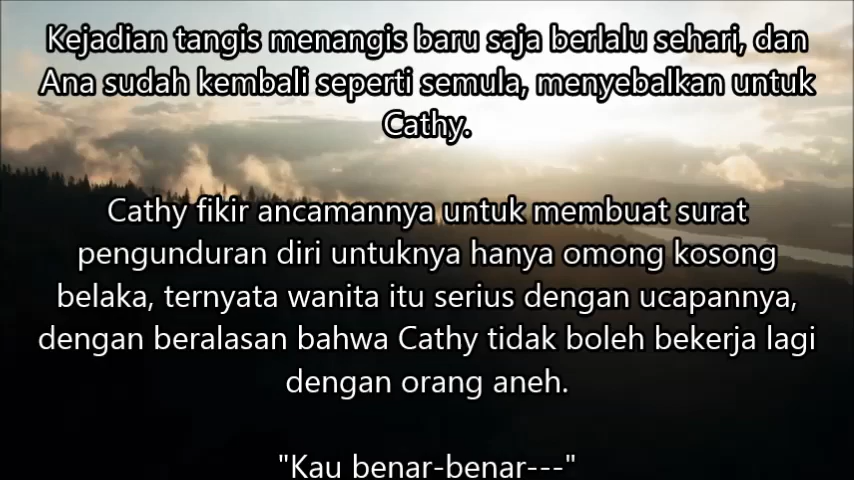 Kejadian tangis menangis baru saja berlalu sehari, dan
Ana sudah kembali seperti semula, menyebalkan untuk
Cathy.
Cathy fikir ancamannya untuk membuat surat
pengunduran diri untuknya hanya omong kosong
belaka, ternyata wanita itu serius dengan ucapannya,
dengan beralasan bahwa Cathy tidak boleh bekerja lagi
dengan orang aneh.
"Kau benar-benar---"